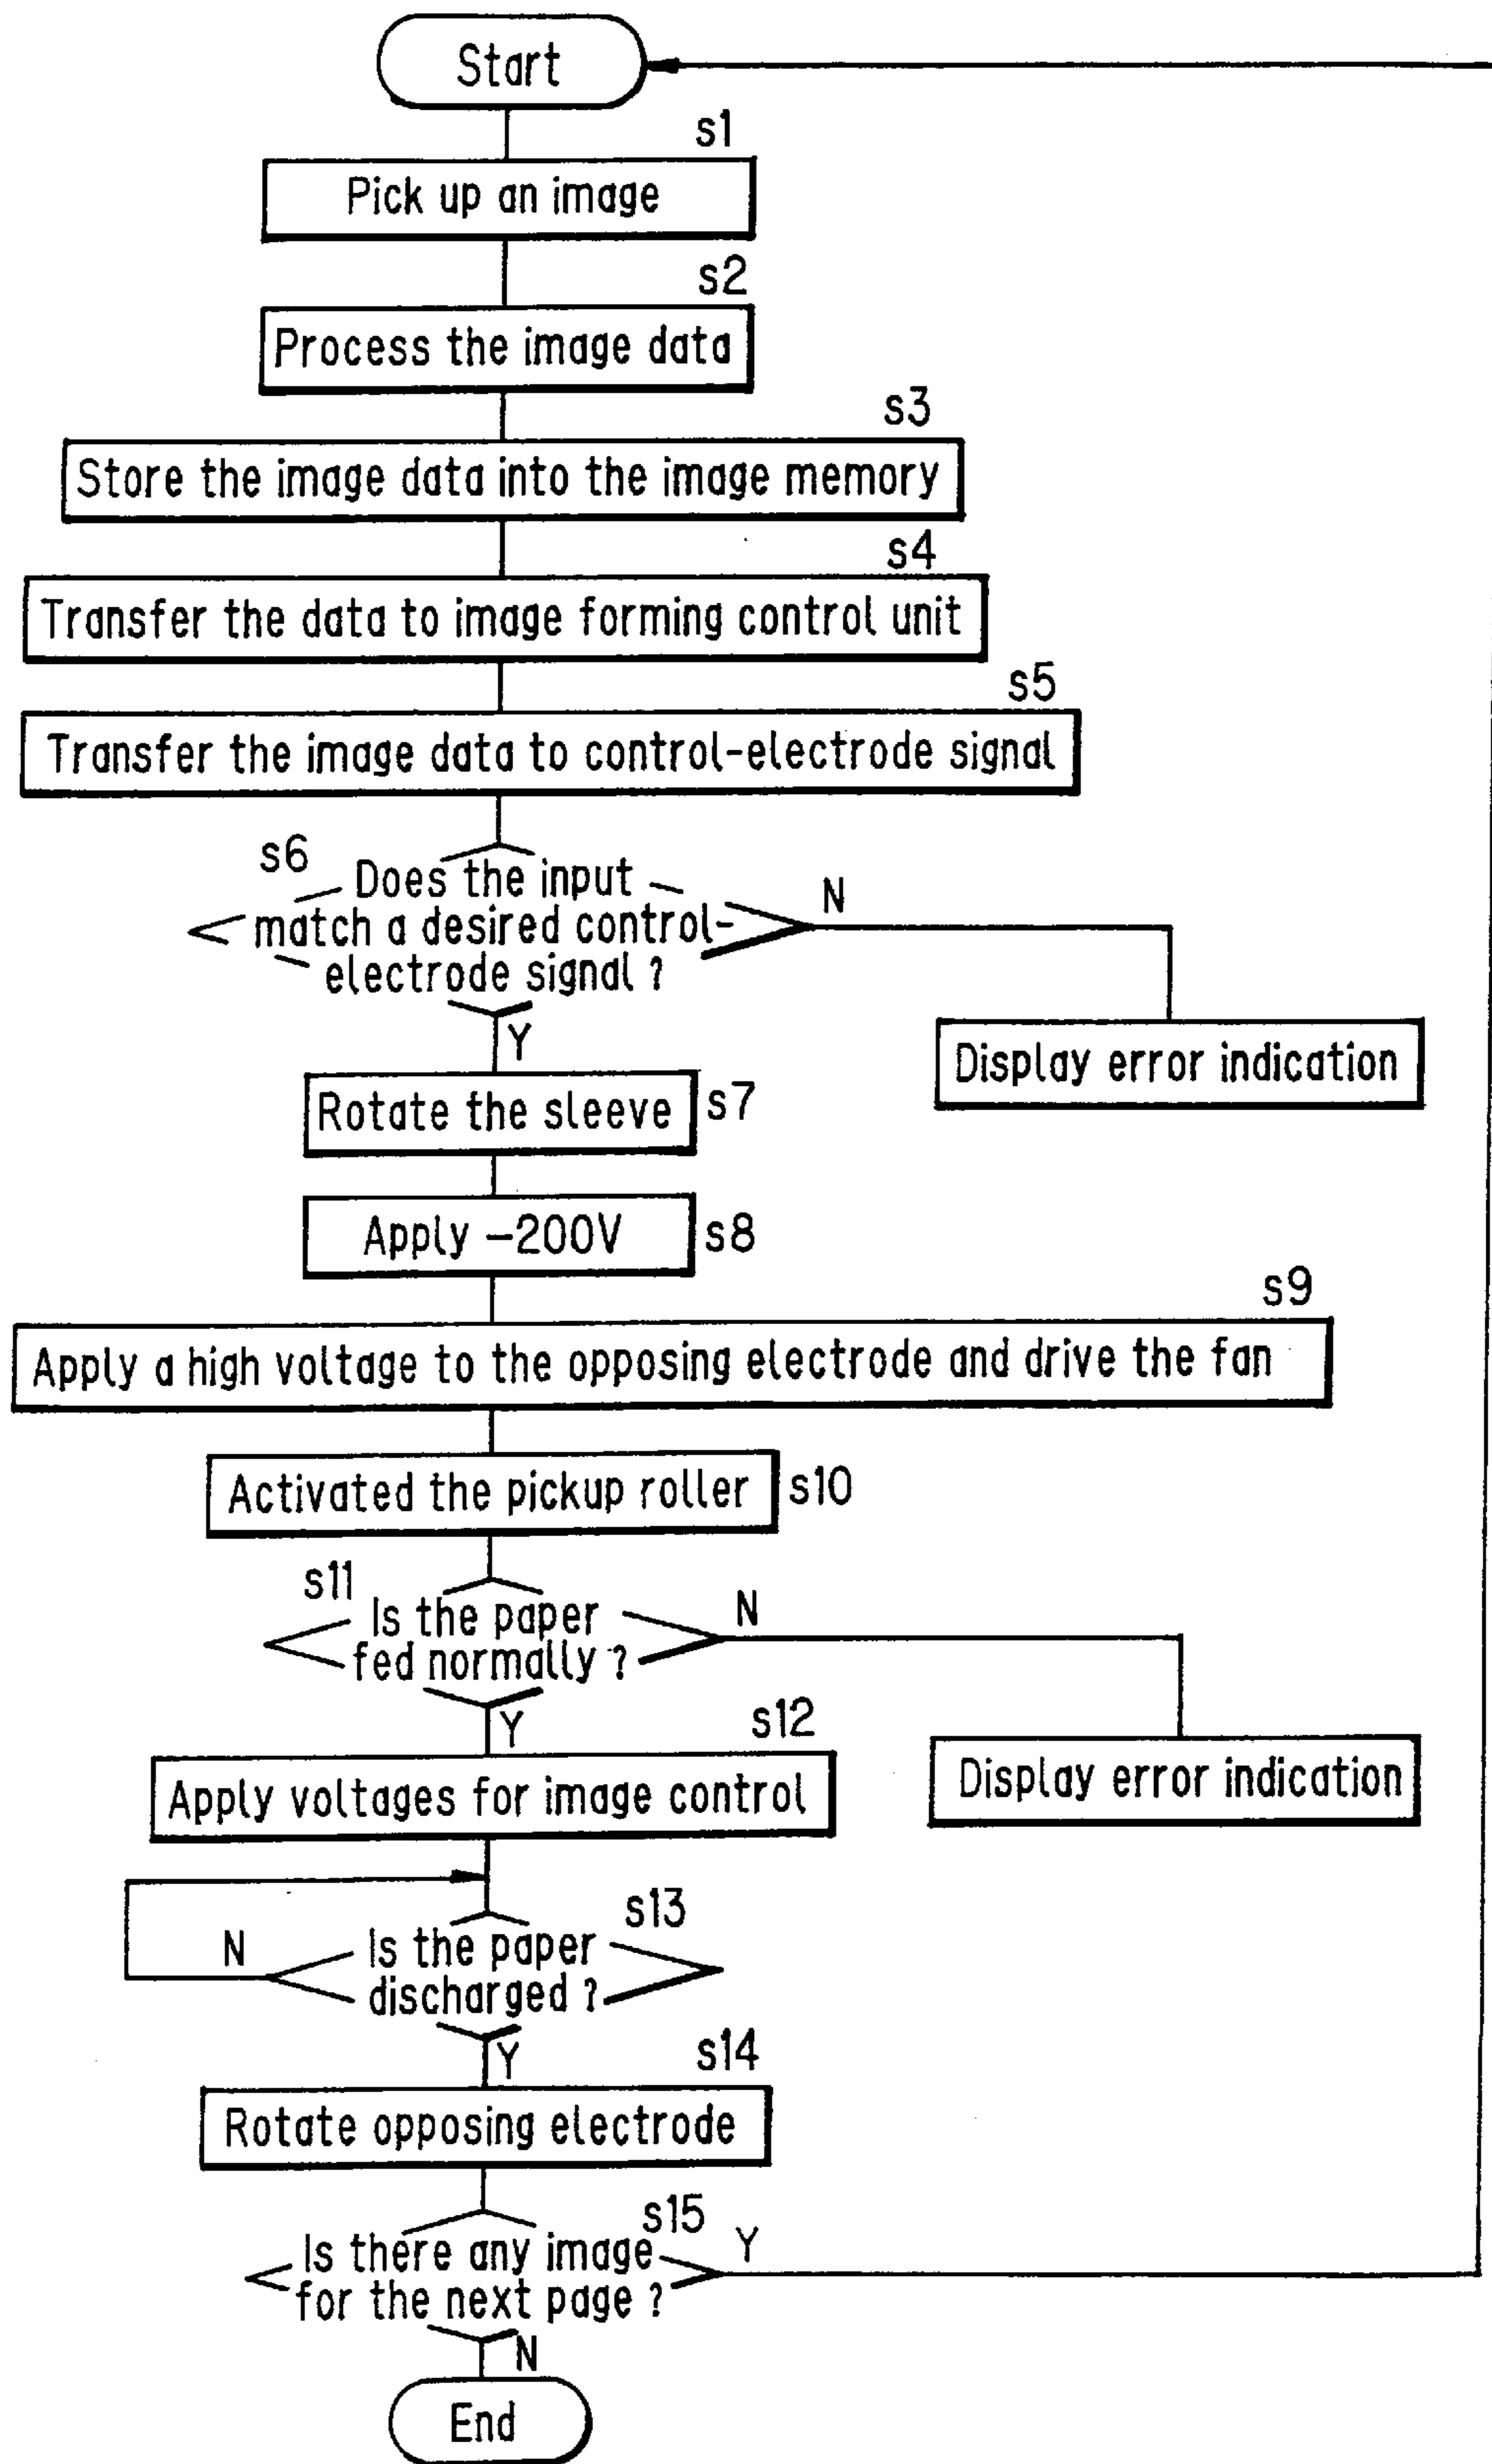 Start
s1
Pick up an image
s2
Process the image data
s3
Store the image data into the image memory
s4
Transfer the data to image forming control unit
s5
Transfer the image data to control-electrode signal
s6
Does the input
match a desired control-
electrode signal ?
N
Y
Display error indication
Rotate the sleeve
s7
Apply -200V
s8
s9
Apply a high voltage to the opposing electrode and drive the fan
Activated the pickup roller
s10
s11
Is the paper
fed normally ?
N
Y
s12
Apply voltages for image control
Display error indication
s13
N
Is the paper
discharged ?
Y
s14
Rotate opposing electrode
s15
Is there any image
for the next page ?
Y
N
End